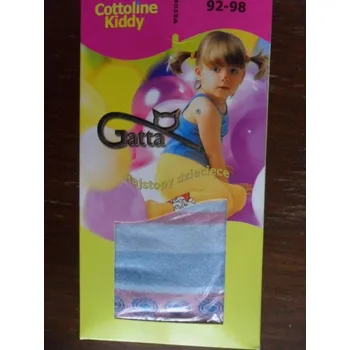 Cottoline
Kiddy
92-98
Gatta
rajstopy dziecięce